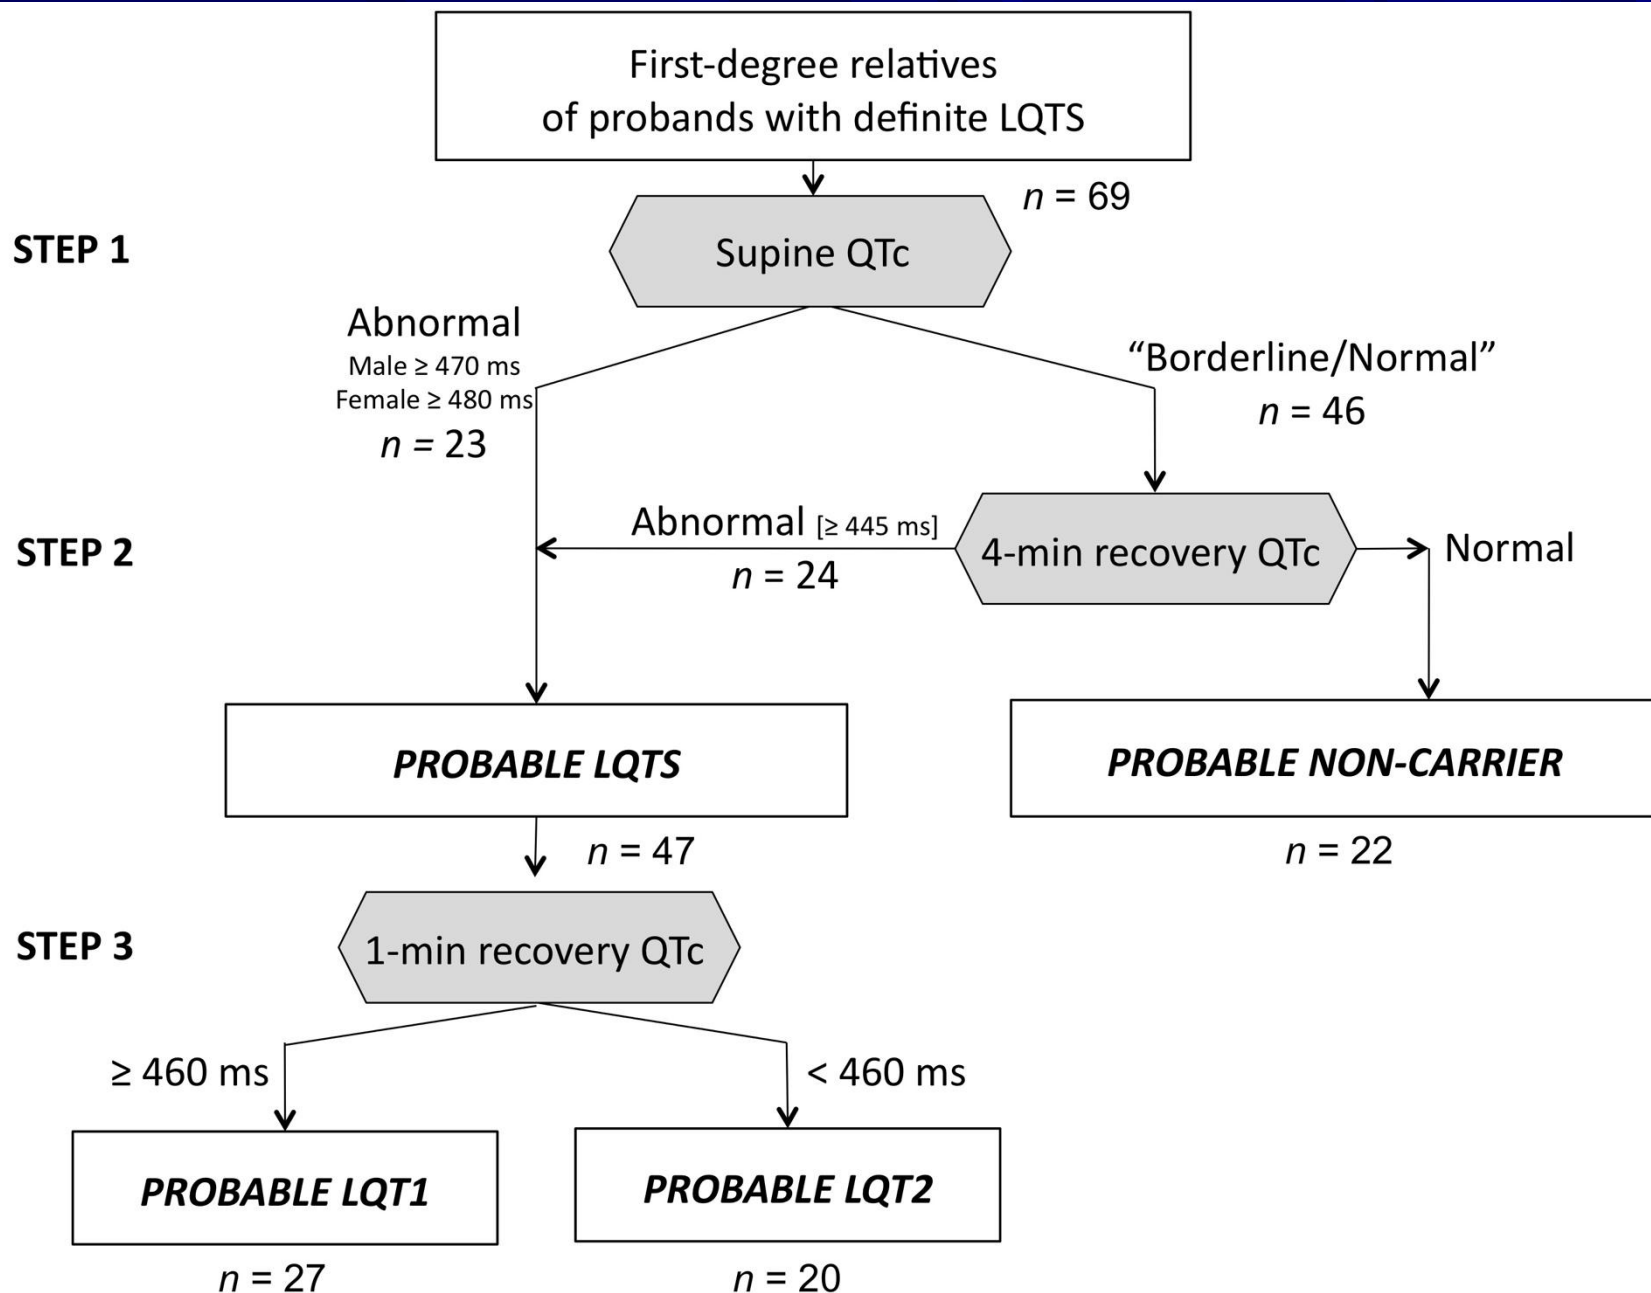 First-degree relatives
of probands with definite LQTS
n = 69
STEP 1
Supine QTc
Abnormal
Male ≥ 470 ms
Female ≥ 480 ms
n = 23
“Borderline/Normal”
n = 46
STEP 2
Abnormal [≥ 445 ms]
n = 24
4-min recovery QTc
Normal
PROBABLE LQTS
n = 47
PROBABLE NON-CARRIER
n = 22
STEP 3
1-min recovery QTc
≥ 460 ms
< 460 ms
PROBABLE LQT1
n = 27
PROBABLE LQT2
n = 20